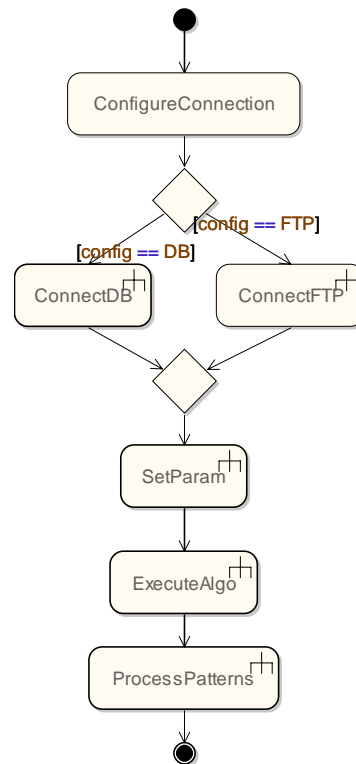 ConfigureConnection
[config == FTP]
[config == DB]
ConnectDB
ConnectFTP
SetParam
ExecuteAlgo
ProcessPatterns